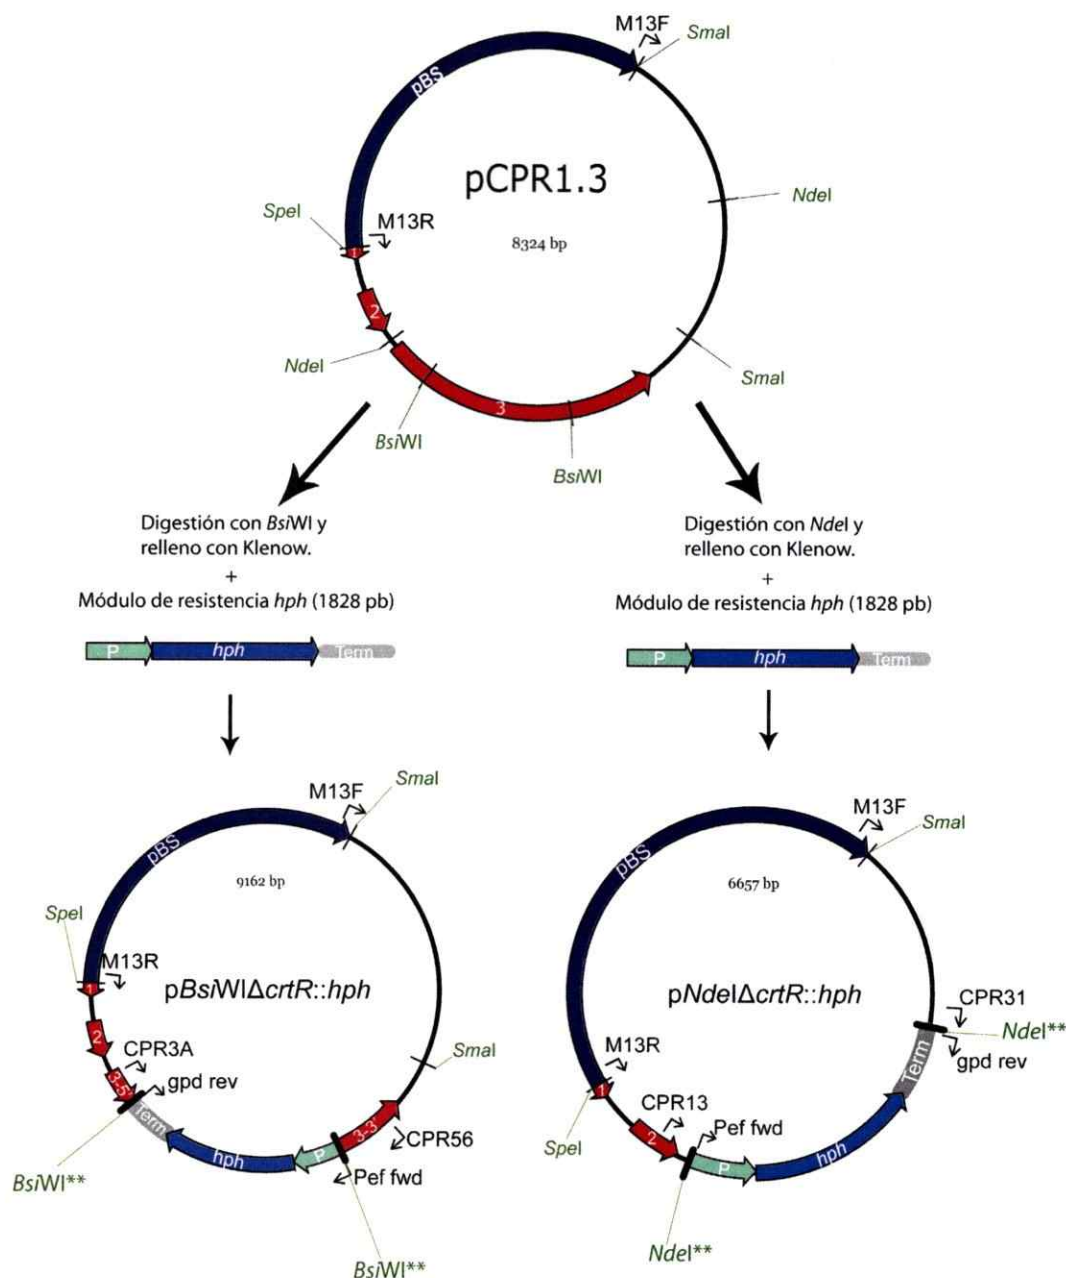 M13F
SmaI
pBS
pCPR1.3
8324 bp
NdeI
SpeI
M13R
1
2
NdeI
SmaI
3
BsiWI
BsiWI
Digestión con BsiWI y
relleno con Klenow.
+
Módulo de resistencia hph (1828 pb)
P
hph
Term
Digestión con NdeI y
relleno con Klenow.
+
Módulo de resistencia hph (1828 pb)
P
hph
Term
M13F
SmaI
pBS
9162 bp
SpeI
M13R
pBsiWIΔcrtR::hph
1
2
CPR3A
3-5'
gpd rev
Term
SmaI
3-3'
CPR56
P
hph
Pef fwd
BsiWI**
BsiWI**
M13F
SmaI
pBS
6657 bp
pNdeIΔcrtR::hph
CPR31
NdeI**
gpd rev
Term
M13R
1
SpeI
CPR13
2
Pef fwd
P
hph
NdeI**